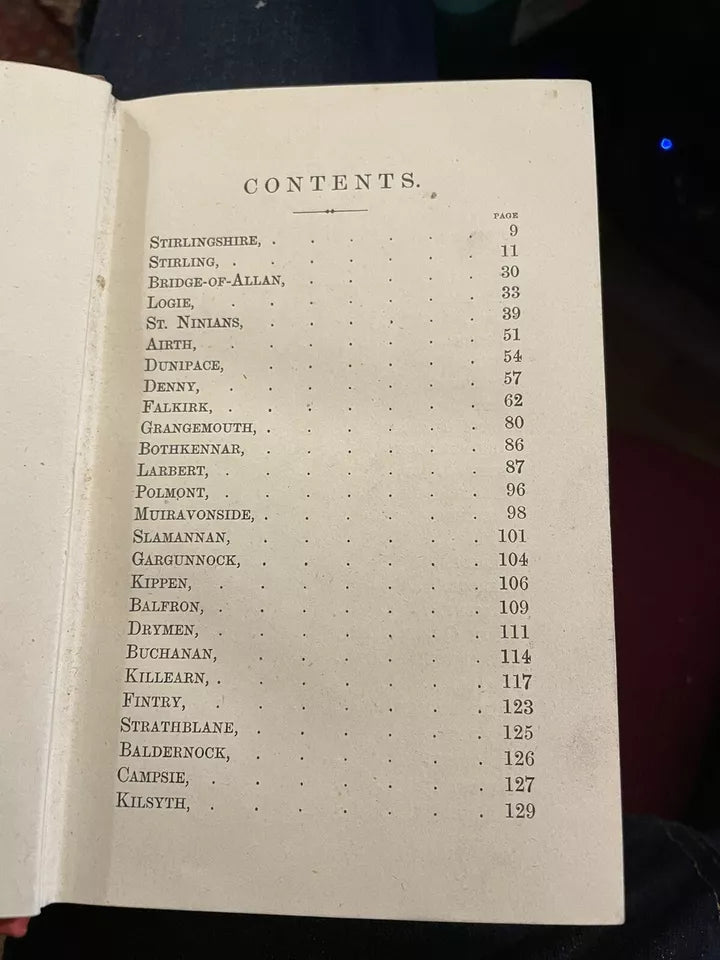 CONTENTS.
PAGE
STIRLINGSHIRE, . . . . . . 9
STIRLING, . . . . . . 11
BRIDGE-OF-ALLAN, . . . . . 30
LOGIE, . . . . . . 33
ST. NINIANS, . . . . . 39
AIRTH, . . . . . . 51
DUNIPACE, . . . . . 54
DENNY, . . . . . . 57
FALKIRK, . . . . . . 62
GRANGEMOUTH, . . . . . . 80
BOTHKENNAR, . . . . . 86
LARBERT, . . . . . . 87
POLMONT, . . . . . . 96
MUIRAVONSIDE, . . . . . . 98
SLAMANNAN, . . . . . 101
GARGUNNOCK, . . . . . 104
KIPPEN, . . . . . . 106
BALFRON, . . . . . . 109
DRYMEN, . . . . . . 111
BUCHANAN, . . . . . 114
KILLEARN, . . . . . . 117
FINTRY, . . . . . . 123
STRATHBLANE, . . . . . 125
BALDERNOCK, . . . . . 126
CAMPSIE, . . . . . . 127
KILSYTH, . . . . . . 129